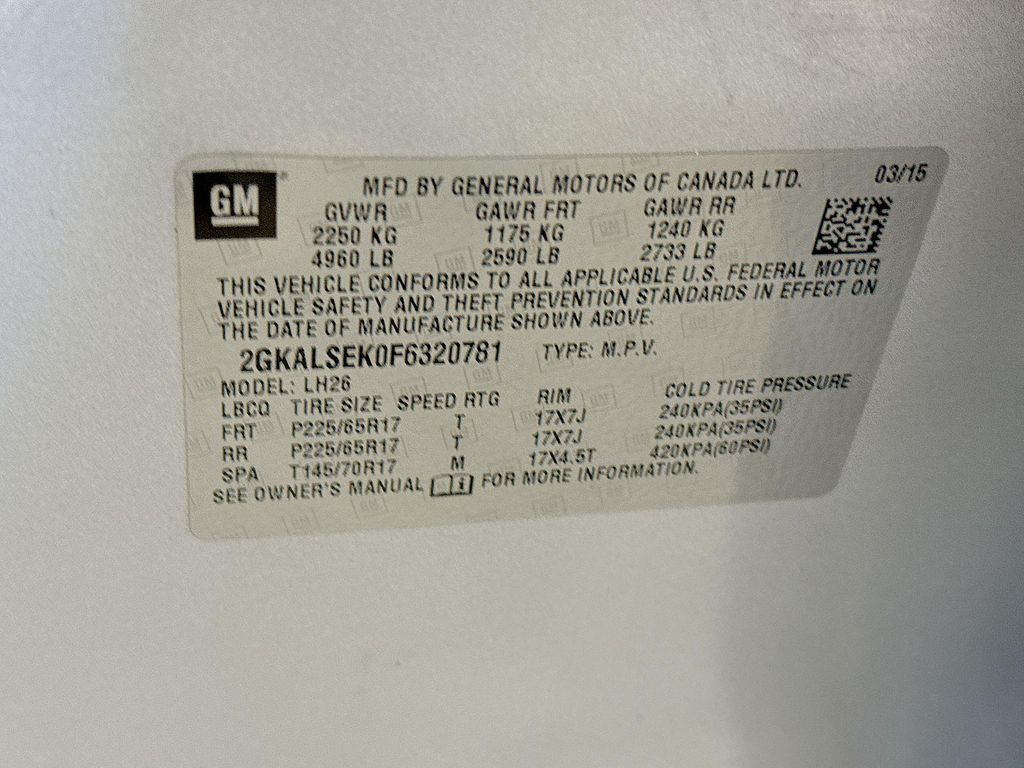 GM
MFD BY GENERAL MOTORS OF CANADA LTD. 03/15
GVWR GAWR FRT GAWR RR
2250 KG 1175 KG 1240 KG
4960 LB 2590 LB 2733 LB
THIS VEHICLE CONFORMS TO ALL APPLICABLE U.S. FEDERAL MOTOR
VEHICLE SAFETY AND THEFT PREVENTION STANDARDS IN EFFECT ON
THE DATE OF MANUFACTURE SHOWN ABOVE.
2GKALSEK0F6320781 TYPE: M.P.V.
MODEL: LH26
LBCQ TIRE SIZE SPEED RTG RIM COLD TIRE PRESSURE
FRT P225/65R17 T 17X7J 240KPA(35PSI)
RR P225/65R17 T 17X7J 240KPA(35PSI)
SPA T145/70R17 M 17X4.5T 420KPA(60PSI)
SEE OWNER'S MANUAL FOR MORE INFORMATION.